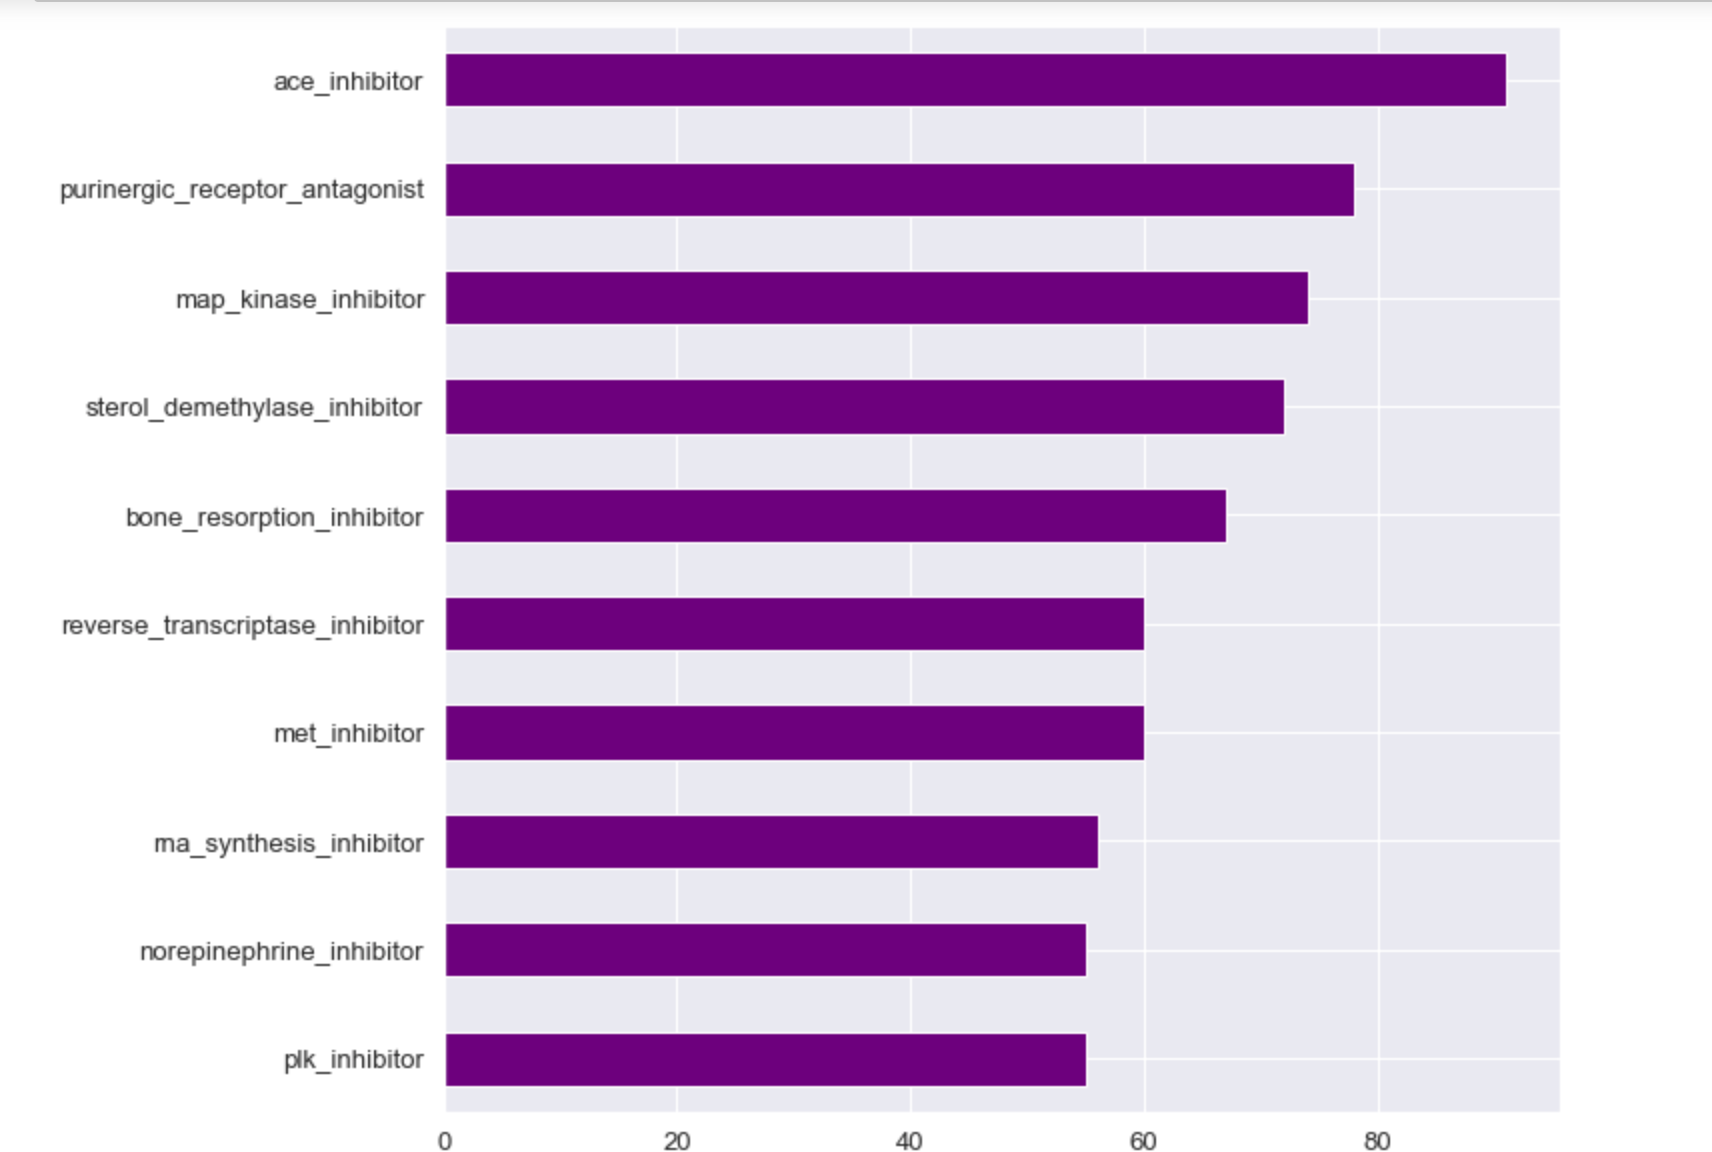 ace_inhibitor
purinergic_receptor_antagonist
map_kinase_inhibitor
sterol_demethylase_inhibitor
bone_resorption_inhibitor
reverse_transcriptase_inhibitor
met_inhibitor
rna_synthesis_inhibitor
norepinephrine_inhibitor
plk_inhibitor
0 20 40 60 80